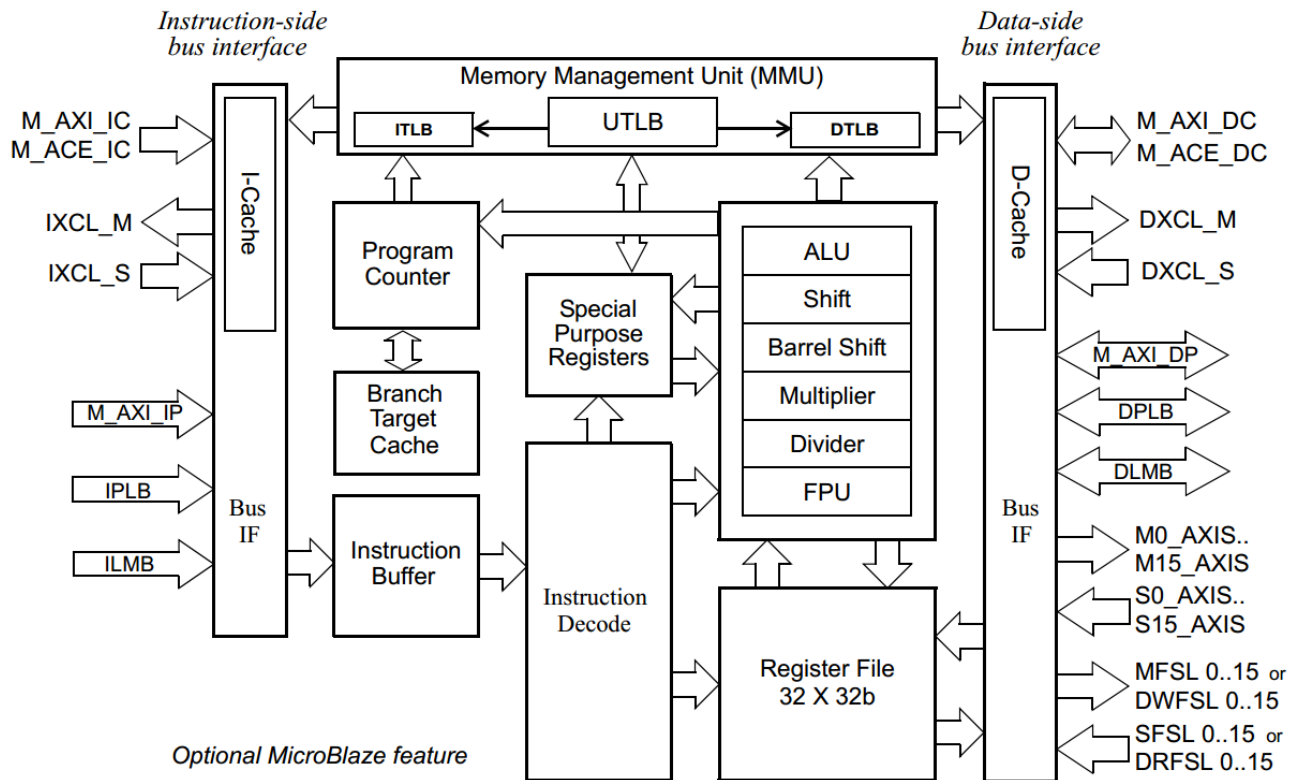 Instruction-side
bus interface
Data-side
bus interface
Memory Management Unit (MMU)
ITLB
UTLB
DTLB
M_AXI_IC
M_ACE_IC
IXCL_M
IXCL_S
I-Cache
M_AXI_IP
IPLB
ILMB
Bus
IF
Program
Counter
Branch
Target
Cache
Instruction
Buffer
Special
Purpose
Registers
Instruction
Decode
ALU
Shift
Barrel Shift
Multiplier
Divider
FPU
Register File
32 X 32b
D-Cache
Bus
IF
M_AXI_DC
M_ACE_DC
DXCL_M
DXCL_S
M_AXI_DP
DPLB
DLMB
M0_AXIS..
M15_AXIS
S0_AXIS..
S15_AXIS
MFSL 0..15 or
DWFSL 0..15
SFSL 0..15 or
DRFSL 0..15
Optional MicroBlaze feature